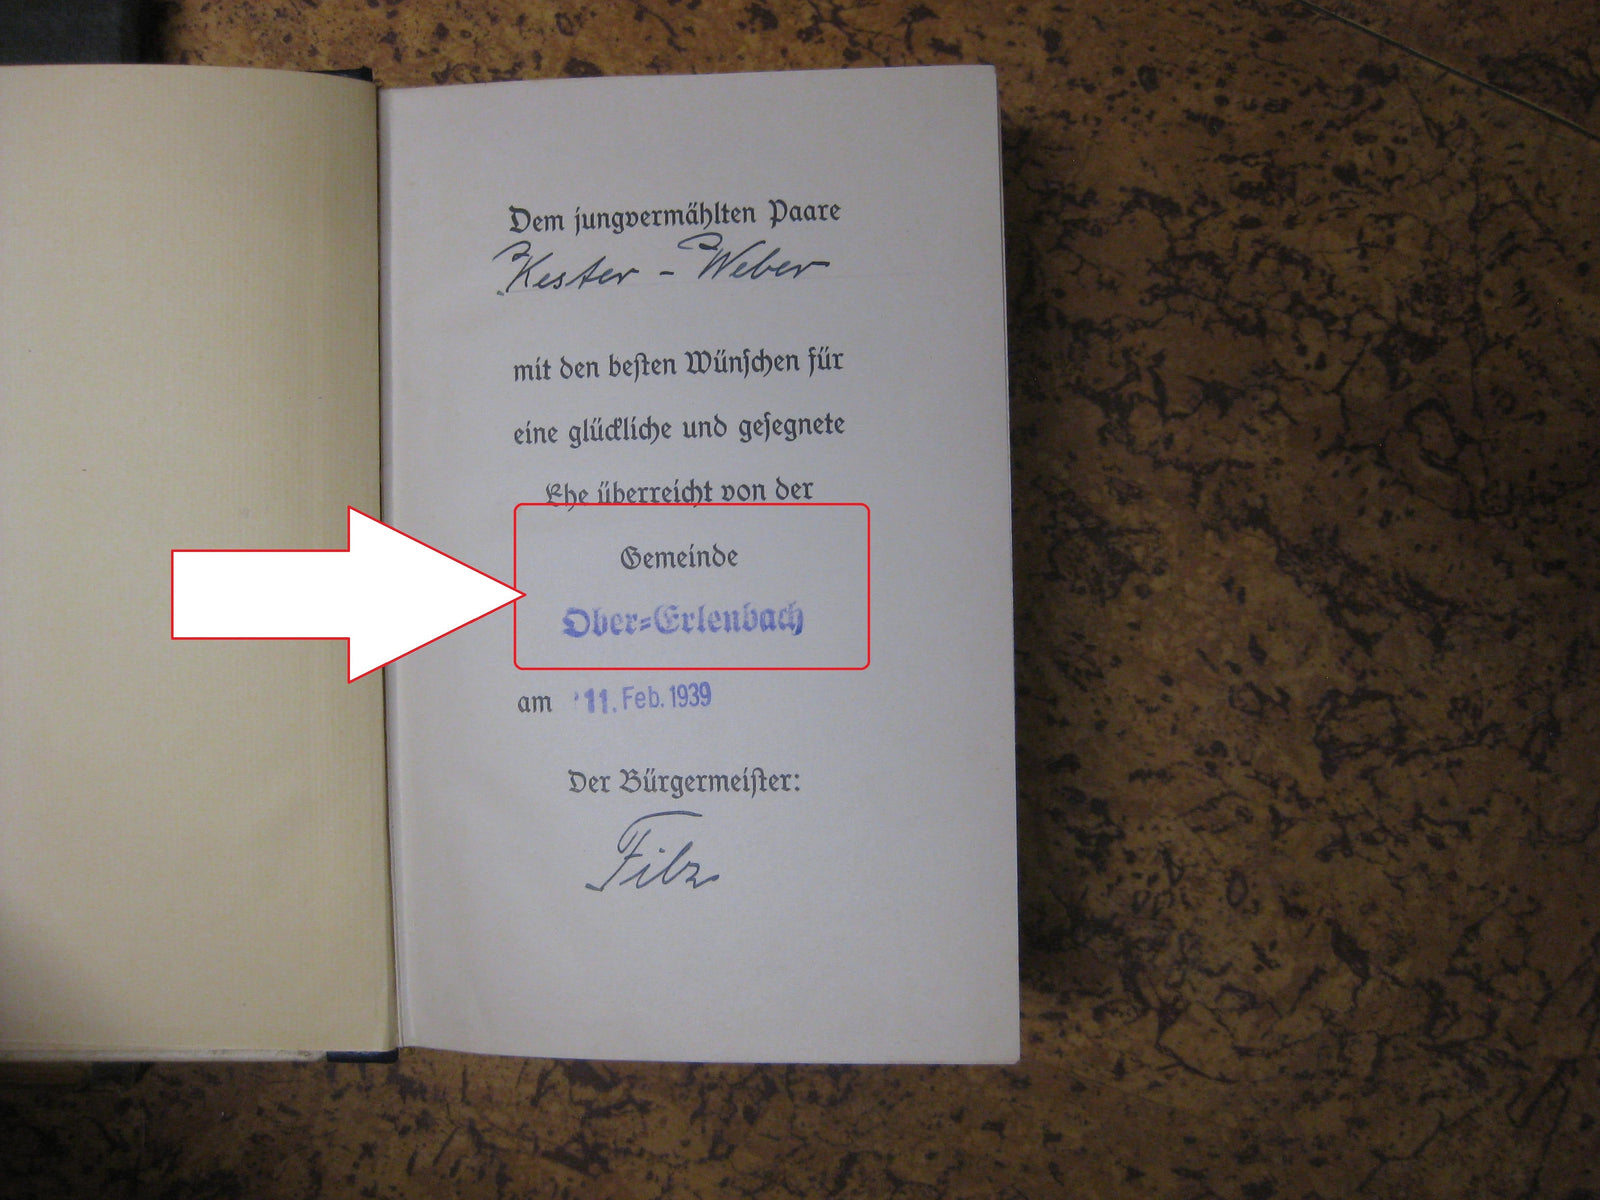 Dem jungvermählten Paare
Kester - Weber
mit den besten Wünschen für
eine glückliche und gesegnete
Ehe überreicht von der
Gemeinde
Ober-Erlenbach
am 11. Feb. 1939
Der Bürgermeister:
Filz